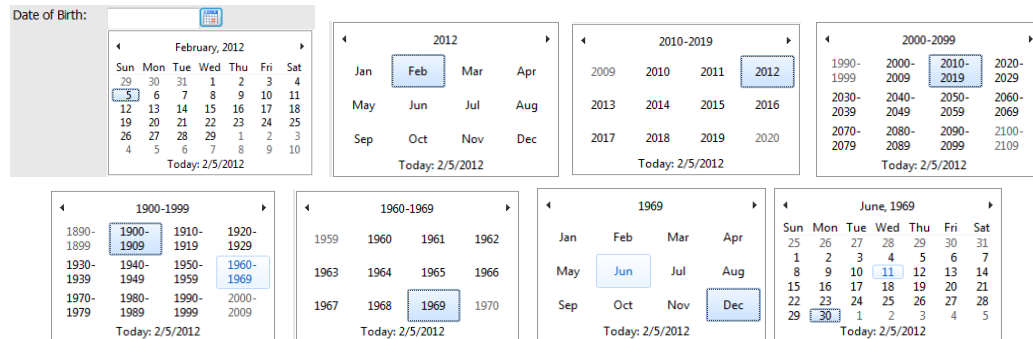 Date of Birth:
February, 2012
Sun Mon Tue Wed Thu Fri Sat
29 30 31 1 2 3 4
5 6 7 8 9 10 11
12 13 14 15 16 17 18
19 20 21 22 23 24 25
26 27 28 29 1 2 3
4 5 6 7 8 9 10
Today: 2/5/2012
2012
Jan Feb Mar Apr
May Jun Jul Aug
Sep Oct Nov Dec
Today: 2/5/2012
2010-2019
2009 2010 2011 2012
2013 2014 2015 2016
2017 2018 2019 2020
Today: 2/5/2012
2000-2099
1990- 2000- 2010- 2020-
1999 2009 2019 2029
2030- 2040- 2050- 2060-
2039 2049 2059 2069
2070- 2080- 2090- 2100-
2079 2089 2099 2109
Today: 2/5/2012
1900-1999
1890- 1900- 1910- 1920-
1899 1909 1919 1929
1930- 1940- 1950- 1960-
1939 1949 1959 1969
1970- 1980- 1990- 2000-
1979 1989 1999 2009
Today: 2/5/2012
1960-1969
1959 1960 1961 1962
1963 1964 1965 1966
1967 1968 1969 1970
Today: 2/5/2012
1969
Jan Feb Mar Apr
May Jun Jul Aug
Sep Oct Nov Dec
Today: 2/5/2012
June, 1969
Sun Mon Tue Wed Thu Fri Sat
25 26 27 28 29 30 31
1 2 3 4 5 6 7
8 9 10 11 12 13 14
15 16 17 18 19 20 21
22 23 24 25 26 27 28
29 30 1 2 3 4 5
Today: 2/5/2012